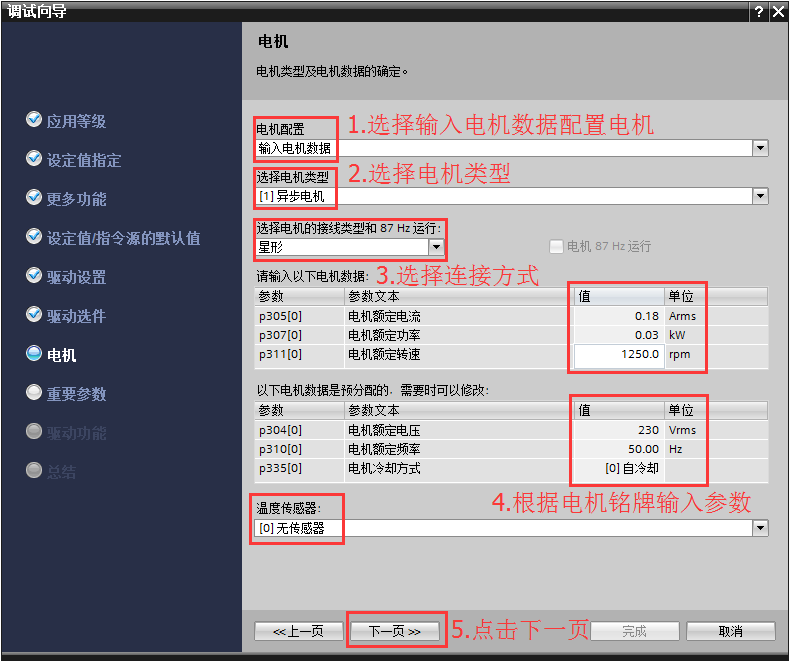 调试向导 ? ×
电机
电机类型及电机数据的确定。
应用等级
设定值指定
更多功能
设定值/指令源的默认值
驱动设置
驱动选件
电机
重要参数
驱动功能
总结
电机配置
1.选择输入电机数据配置电机
输入电机数据
选择电机类型
2.选择电机类型
[1] 异步电机
选择电机的接线类型和 87 Hz 运行:
星形
电机 87 Hz 运行
请输入以下电机数据:
3.选择连接方式
参数 参数文本 值 单位
p305[0] 电机额定电流 0.18 Arms
p307[0] 电机额定功率 0.03 kW
p311[0] 电机额定转速 1250.0 rpm
以下电机数据是预分配的, 需要时可以修改:
参数 参数文本 值 单位
p304[0] 电机额定电压 230 Vrms
p310[0] 电机额定频率 50.00 Hz
p335[0] 电机冷却方式 [0] 自冷却
4.根据电机铭牌输入参数
温度传感器:
[0] 无传感器
<<上一页 下一页 >> 5.点击下一页 完成 取消